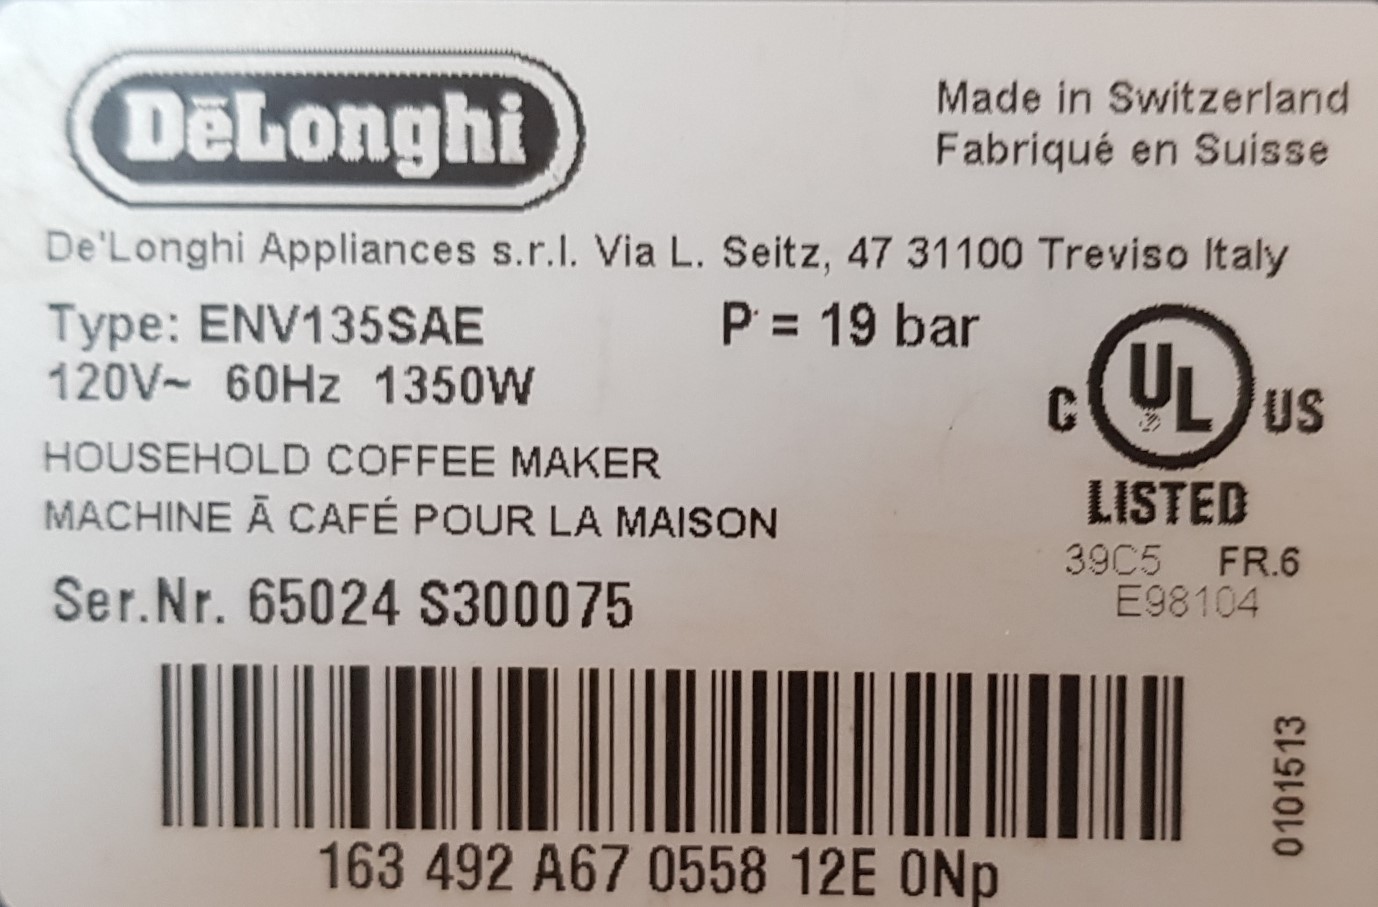 DēLonghi
Made in Switzerland
Fabriqué en Suisse
De'Longhi Appliances s.r.l. Via L. Seitz, 47 31100 Treviso Italy
Type: ENV135SAE P = 19 bar
120V~ 60Hz 1350W
C UL US
®
LISTED
HOUSEHOLD COFFEE MAKER
MACHINE Ā CAFÉ POUR LA MAISON
39C5 FR.6
E98104
Ser.Nr. 65024 S300075
163 492 A67 0558 12E 0Np
0101513